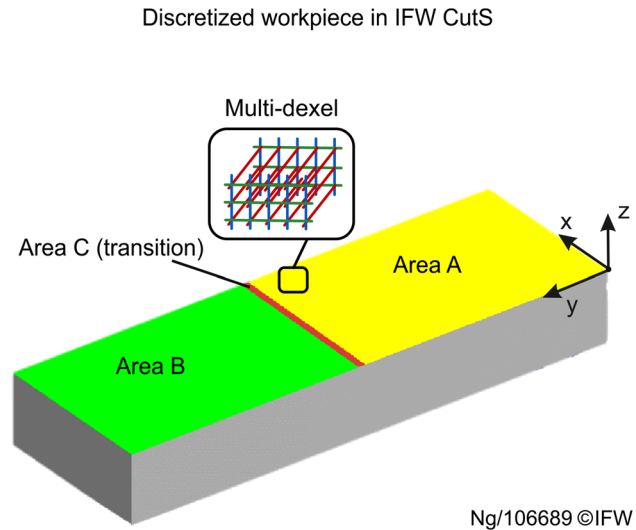 Discretized workpiece in IFW CutS
Multi-dexel
Area C (transition)
Area A
z
x
y
Area B
Ng/106689 ©IFW